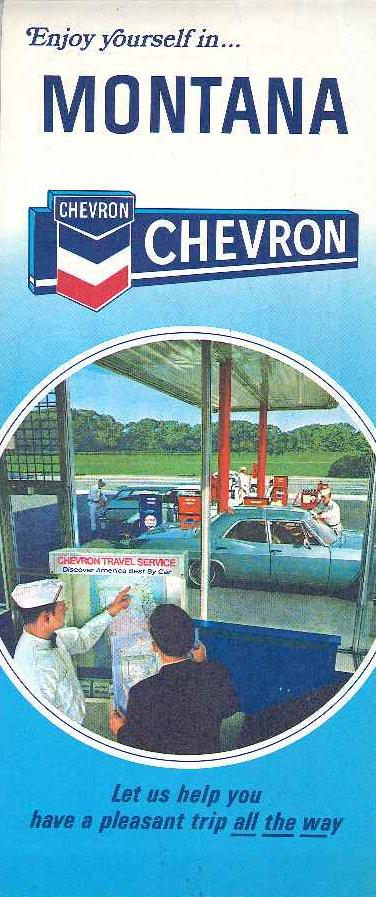 Enjoy yourself in...
MONTANA
CHEVRON
CHEVRON
CHEVRON TRAVEL SERVICE
Discover America Best By Car
Let us help you
have a pleasant trip all the way